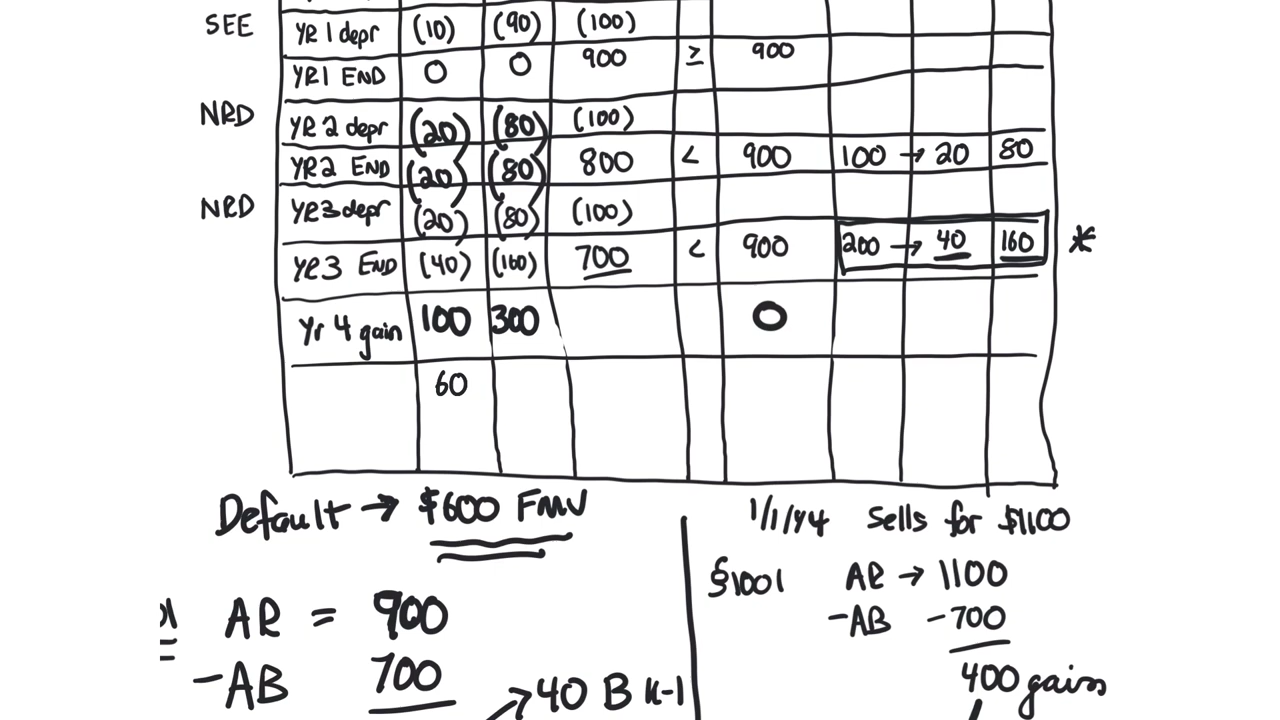 SEE YR 1 depr (10) (90) (100)
YR1 END 0 0 900 ≥ 900
NRD YR 2 depr (20) (80) (100)
YR2 END (20) (80) 800 < 900 100 → 20 80
NRD YR3 depr (20) (80) (100)
YR3 END (40) (160) 700 < 900 200 → 40 160 *
Yr 4 gain 100 300 0
60
Default → $600 FMV
AR = 900
-AB 700
→ 40 B K-1
1/1/Y4 sells for $1100
§1001 AR → 1100
-AB -700
400 gain